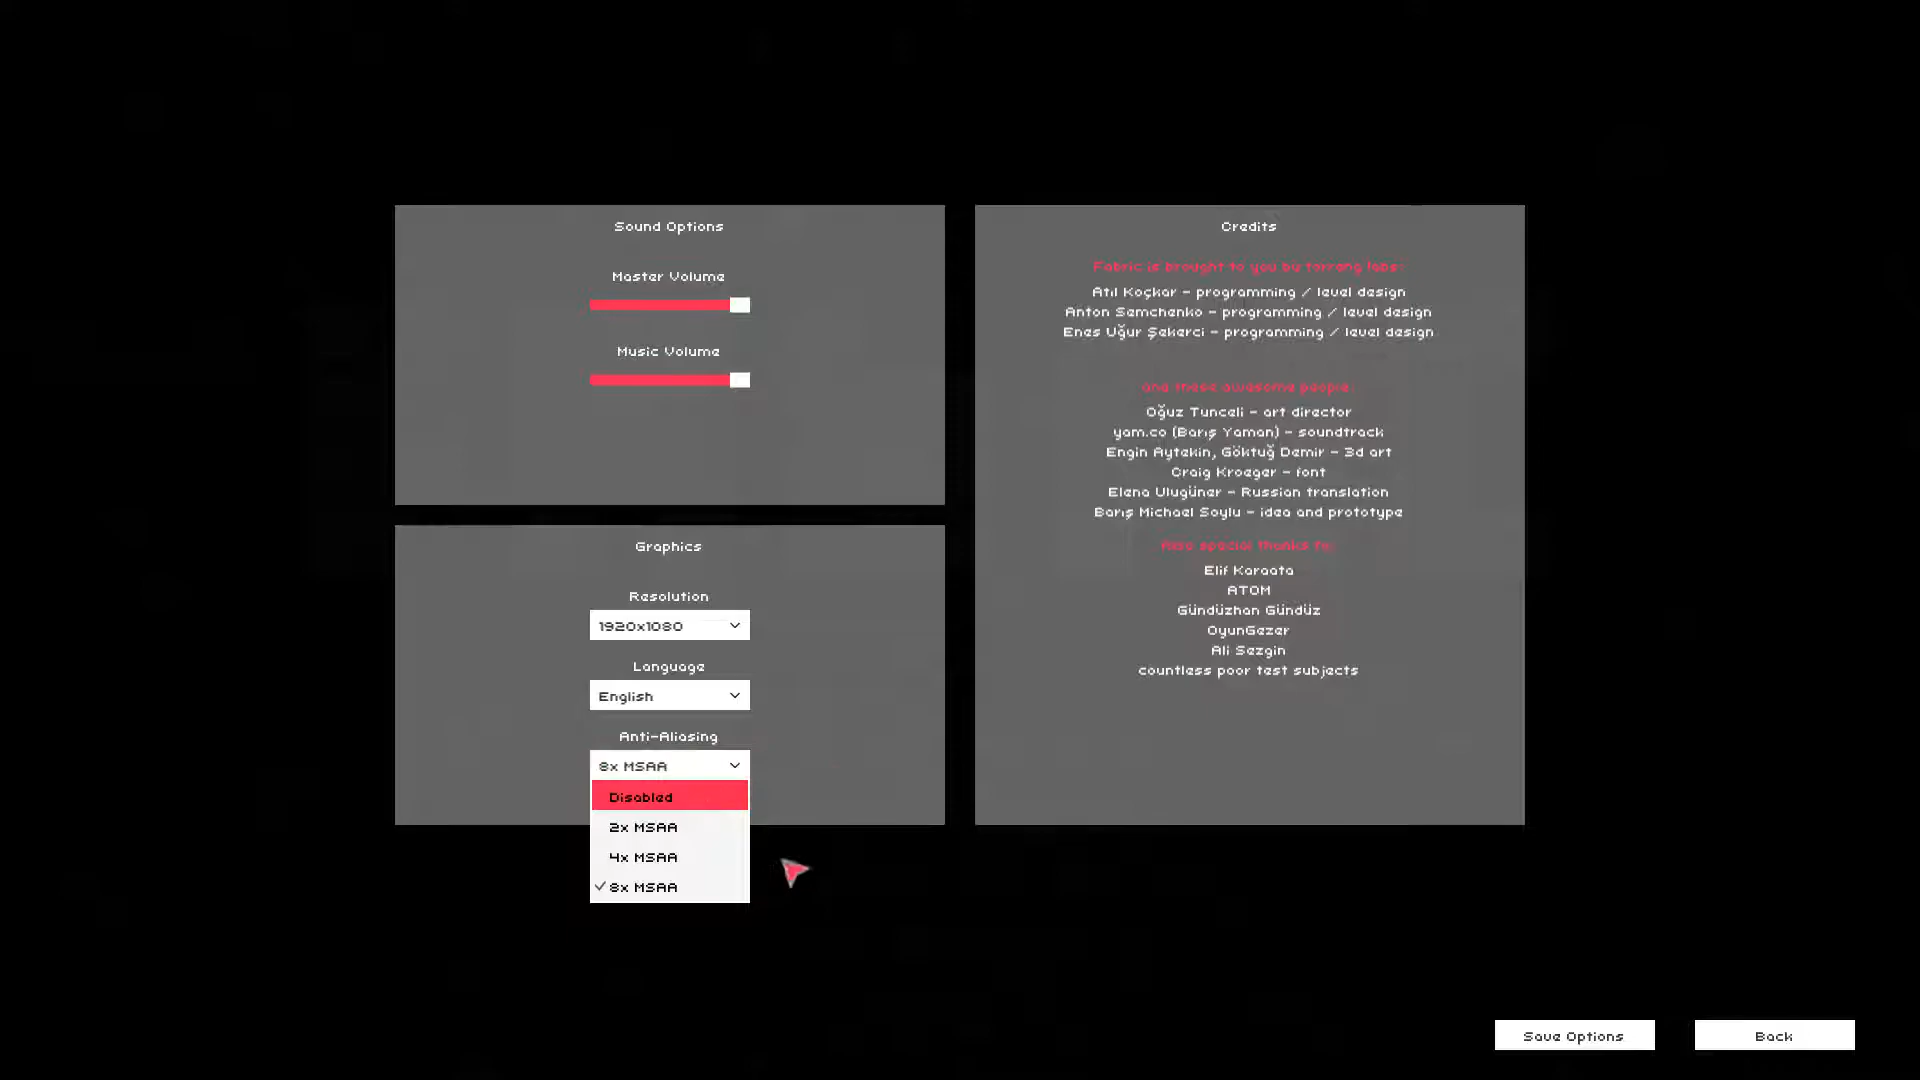 Sound Options
Master Volume
Music Volume
Graphics
Resolution
1920x1080
Language
English
Anti-Aliasing
8x MSAA
Disabled
2x MSAA
4x MSAA
8x MSAA
Credits
Fabric is brought to you by torreng labs:
Atıl Koçkar - programming / level design
Anton Semchenko - programming / level design
Enes Uğur Şekerci - programming / level design
and these awesome people:
Oğuz Tunceli - art director
yam.co (Barış Yaman) - soundtrack
Engin Aytekin, Göktuğ Demir - 3d art
Craig Kroeger - font
Elena Ulugüner - Russian translation
Barış Michael Soylu - idea and prototype
Also special thanks to:
Elif Karaata
ATOM
Gündüzhan Gündüz
OyunGezer
Ali Sezgin
countless poor test subjects
Save Options
Back